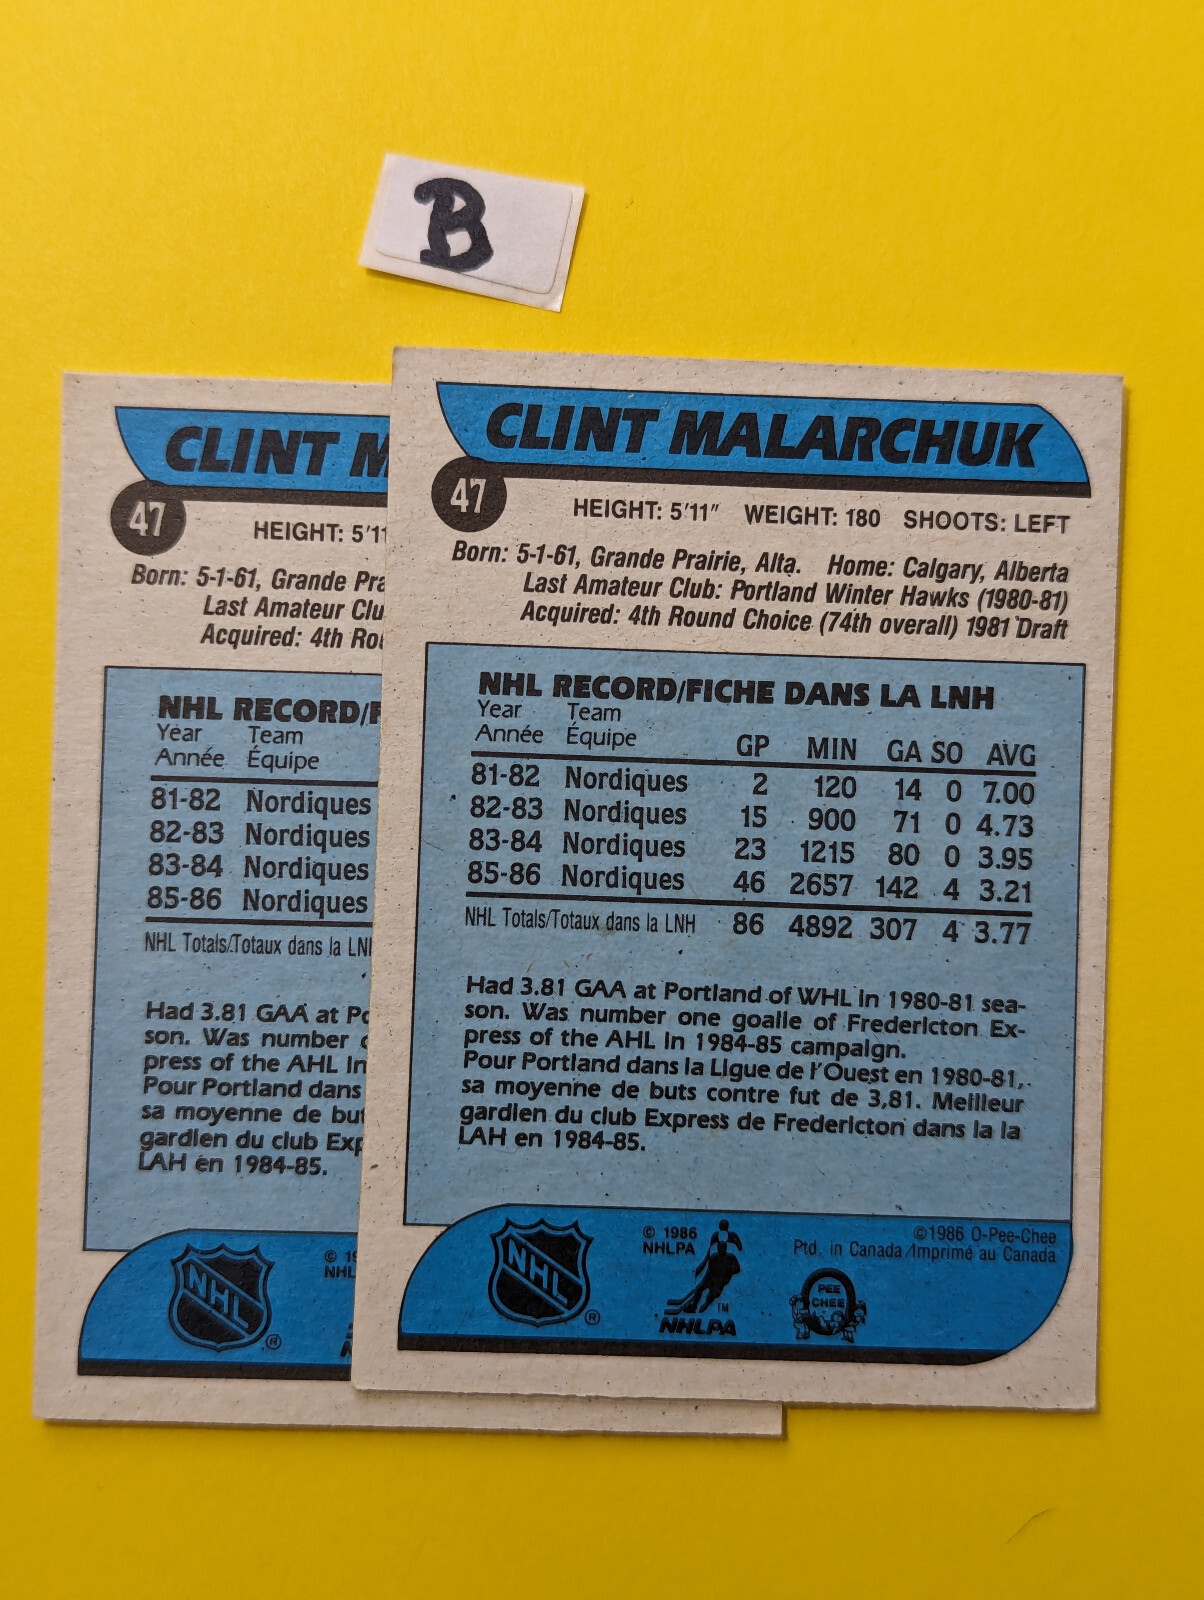 B
CLINT M
47
HEIGHT: 5'11
Born: 5-1-61, Grande Pra
Last Amateur Clu
Acquired: 4th Rou
NHL RECORD/F
Year Team
Année Équipe
81-82 Nordiques
82-83 Nordiques
83-84 Nordiques
85-86 Nordiques
NHL Totals/Totaux dans la LNH
Had 3.81 GAA at Po
son. Was number o
press of the AHL in
Pour Portland dans
sa moyenne de but
gardien du club Exp
LAH en 1984-85.
NHL ®
© 19
NHL
CLINT MALARCHUK
47
HEIGHT: 5'11" WEIGHT: 180 SHOOTS: LEFT
Born: 5-1-61, Grande Prairie, Alta. Home: Calgary, Alberta
Last Amateur Club: Portland Winter Hawks (1980-81)
Acquired: 4th Round Choice (74th overall) 1981 Draft
NHL RECORD/FICHE DANS LA LNH
Year Team
Année Équipe GP MIN GA SO AVG
81-82 Nordiques 2 120 14 0 7.00
82-83 Nordiques 15 900 71 0 4.73
83-84 Nordiques 23 1215 80 0 3.95
85-86 Nordiques 46 2657 142 4 3.21
NHL Totals/Totaux dans la LNH 86 4892 307 4 3.77
Had 3.81 GAA at Portland of WHL in 1980-81 sea-
son. Was number one goalie of Fredericton Ex-
press of the AHL in 1984-85 campaign.
Pour Portland dans la Ligue de l'Ouest en 1980-81,
sa moyenne de buts contre fut de 3,81. Meilleur
gardien du club Express de Fredericton dans la la
LAH en 1984-85.
NHL ®
© 1986
NHLPA
TM
NHLPA
©1986 O-Pee-Chee
Ptd. in Canada/Imprimé au Canada
O
PEE
CHEE